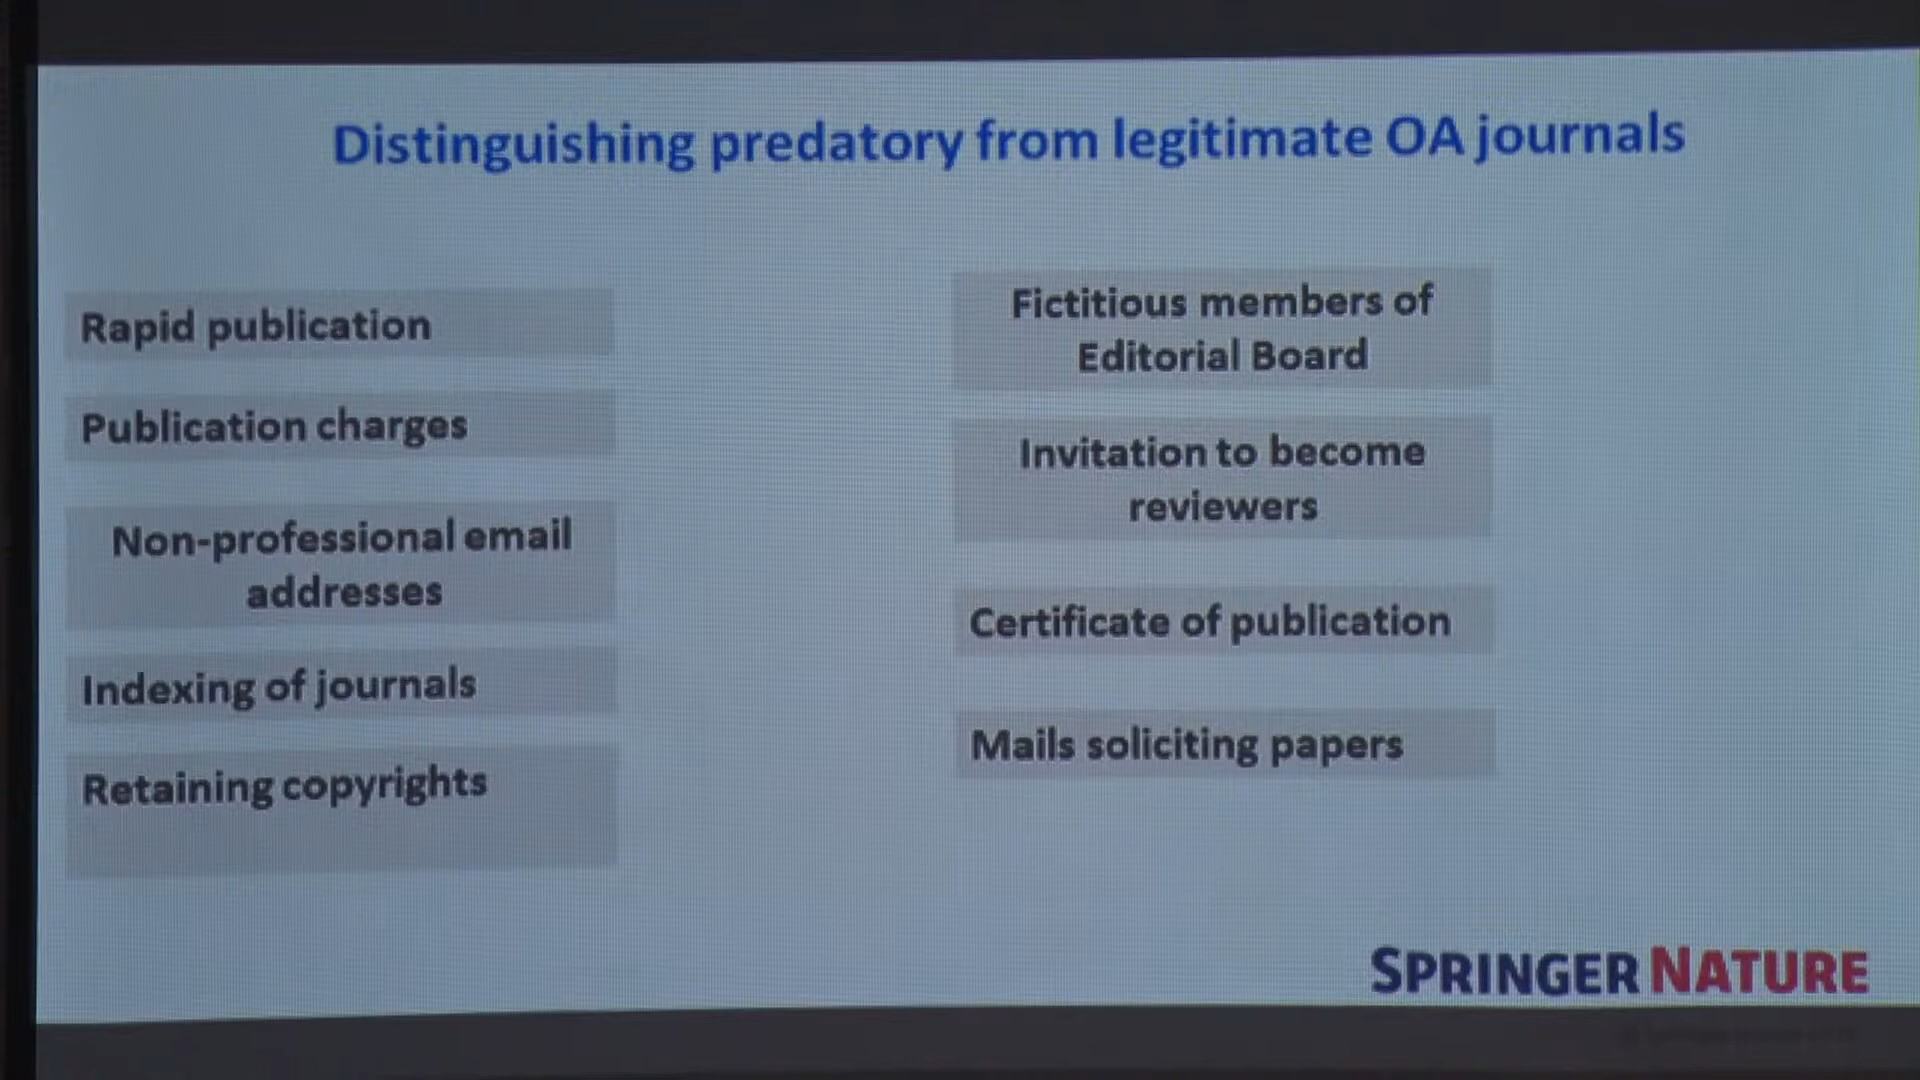 Distinguishing predatory from legitimate OA journals
Rapid publication
Publication charges
Non-professional email
addresses
Indexing of journals
Retaining copyrights
Fictitious members of
Editorial Board
Invitation to become
reviewers
Certificate of publication
Mails soliciting papers
SPRINGER NATURE